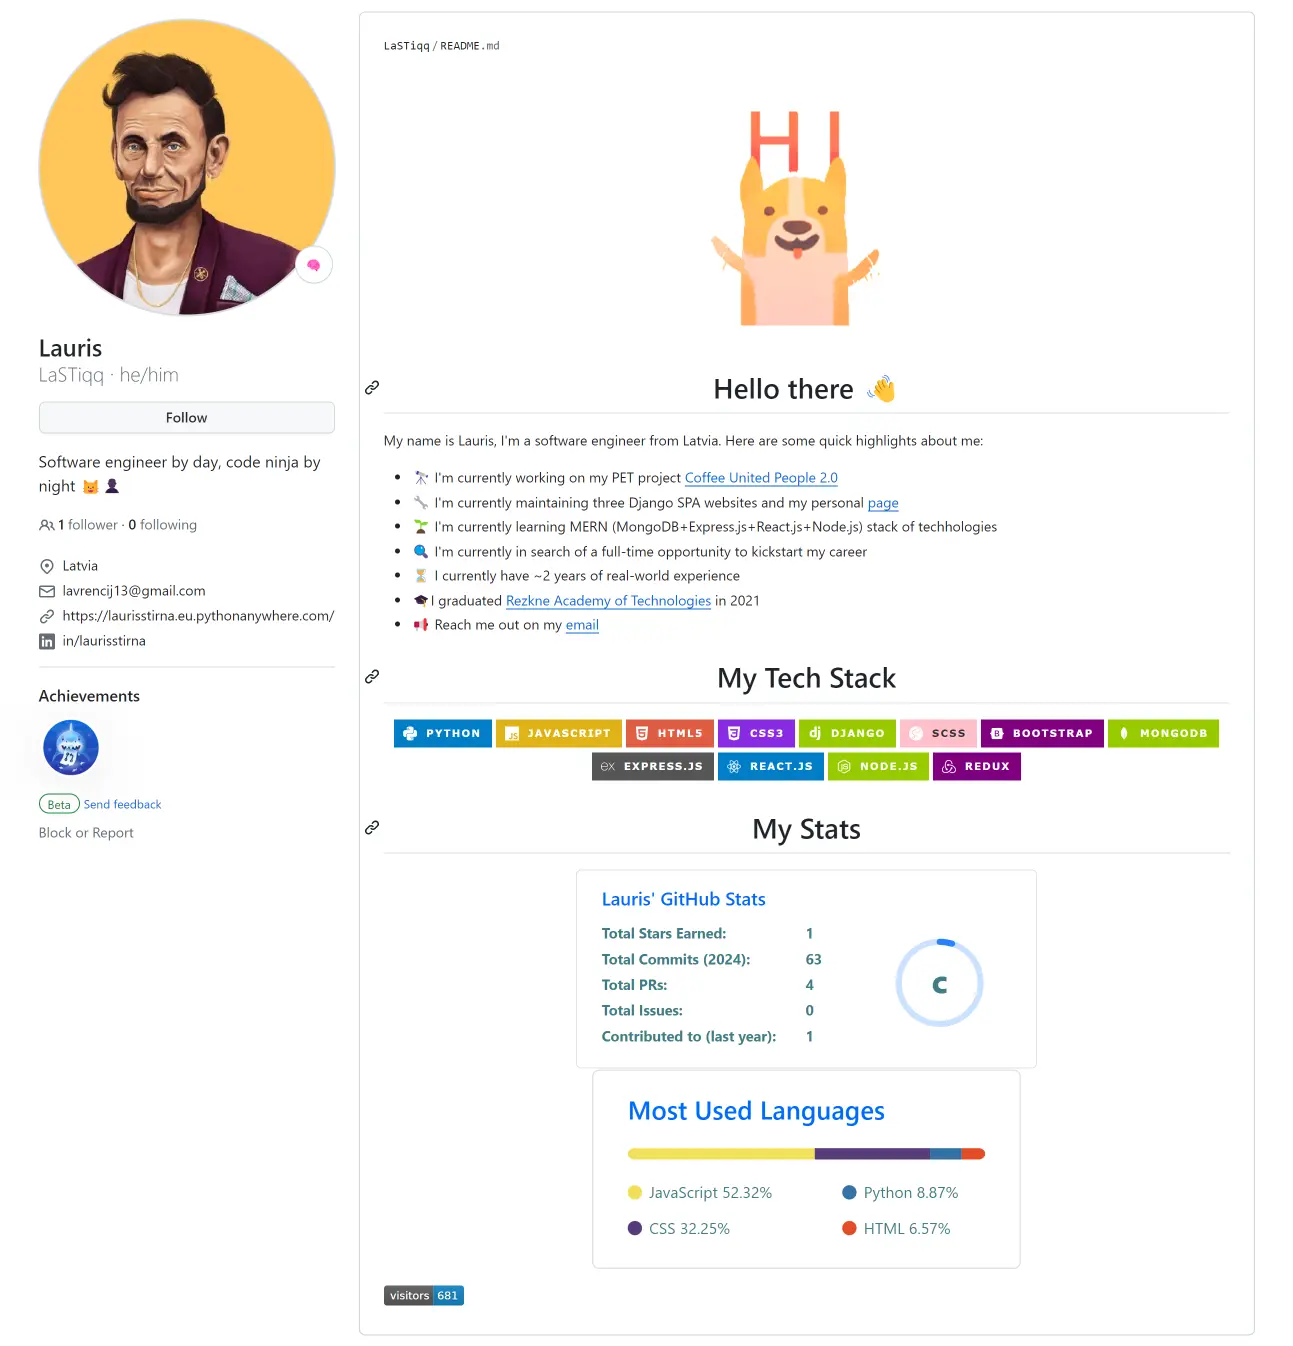 Lauris
LaSTiqq · he/him
Follow
Software engineer by day, code ninja by
night
1 follower · 0 following
Latvia
lavrencij13@gmail.com
https://laurisstirna.eu.pythonanywhere.com/
in/laurisstirna
Achievements
Beta Send feedback
Block or Report
LaSTiqq/README.md
HI
Hello there 👋
My name is Lauris, I'm a software engineer from Latvia. Here are some quick highlights about me:
• 🔭 I'm currently working on my PET project Coffee United People 2.0
• 🔧 I'm currently maintaining three Django SPA websites and my personal page
• 🌱 I'm currently learning MERN (MongoDB+Express.js+React.js+Node.js) stack of techhologies
• 🔍 I'm currently in search of a full-time opportunity to kickstart my career
• ⏳ I currently have ~2 years of real-world experience
• 🎓I graduated Rezkne Academy of Technologies in 2021
• 📢 Reach me out on my email
My Tech Stack
PYTHON JS JAVASCRIPT HTML5 CSS3 dj DJANGO SCSS B BOOTSTRAP MONGODB
ex EXPRESS.JS REACT.JS NODE.JS REDUX
My Stats
Lauris' GitHub Stats
Total Stars Earned: 1
Total Commits (2024): 63
Total PRs: 4
Total Issues: 0
Contributed to (last year): 1
C
Most Used Languages
JavaScript 52.32% Python 8.87%
CSS 32.25% HTML 6.57%
visitors 681